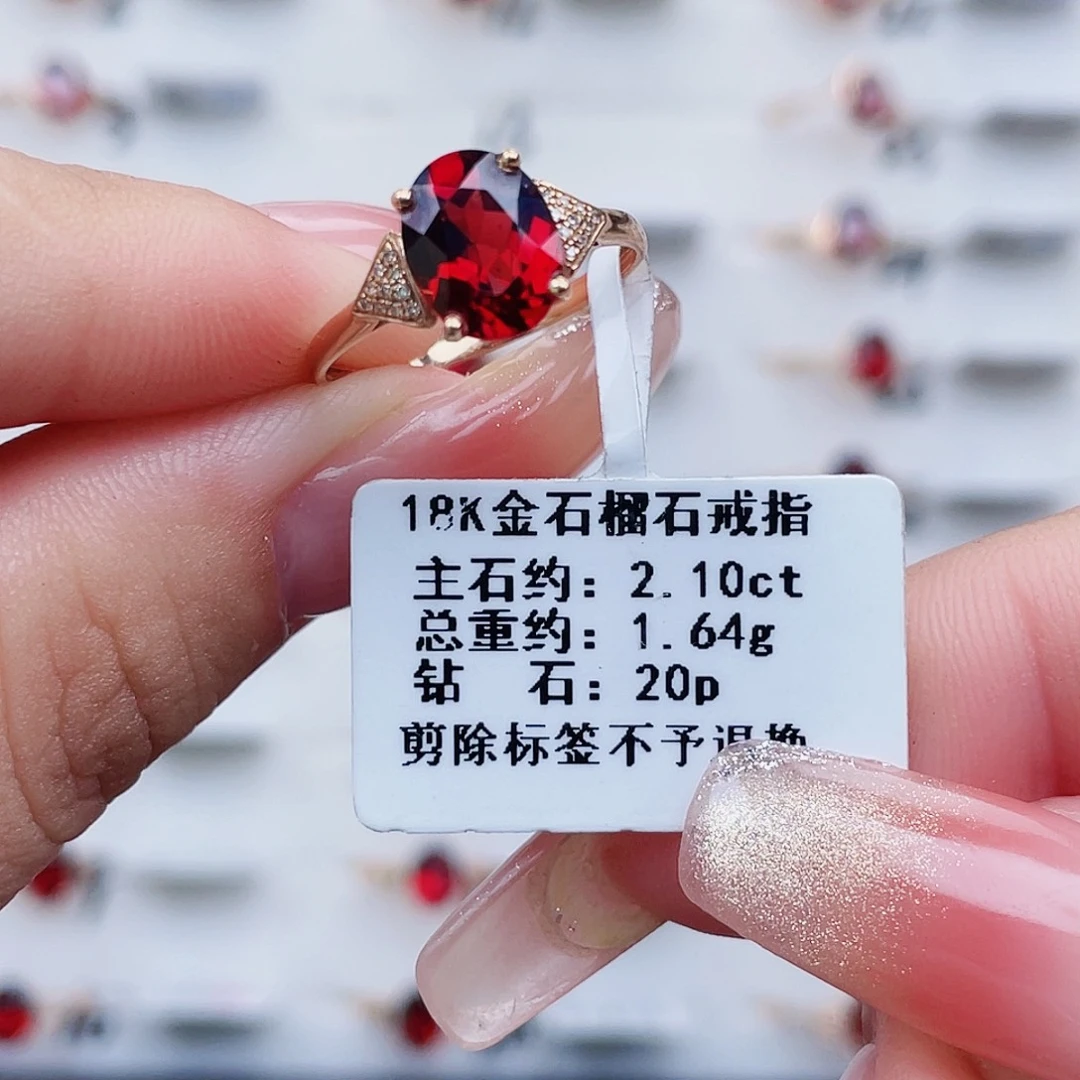 18K金石榴石戒指
主石约：2.10ct
总重约：1.64g
钻 石：20p
剪除标签不予退换